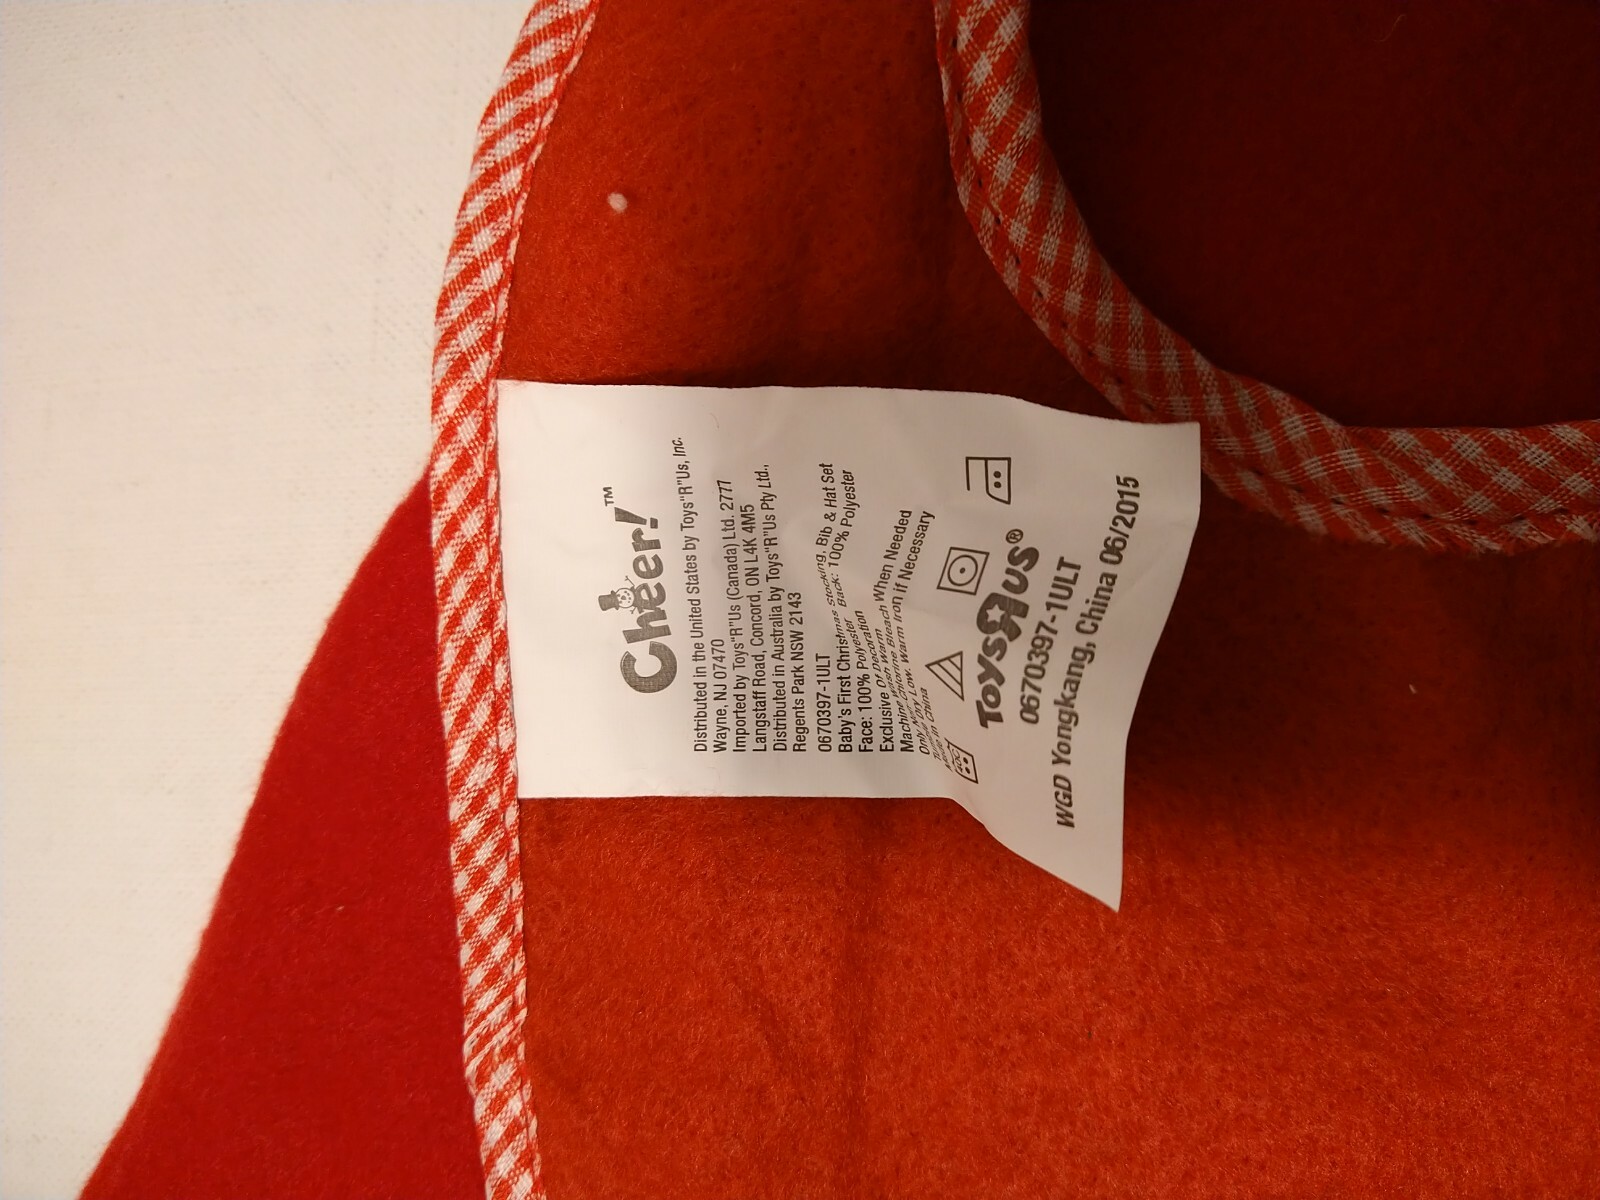 Cheer!™
Distributed in the United States by Toys"R"Us, Inc.
Wayne, NJ 07470
Imported by Toys"R"Us (Canada) Ltd. 2777
Langstaff Road, Concord, ON L4K 4M5
Distributed in Australia by Toys"R"Us Pty Ltd.,
Regents Park NSW 2143
0670397-1ULT
Baby's First Christmas Stocking, Bib & Hat Set
Face: 100% Polyester Back: 100% Polyester
Exclusive Of Decoration
Machine Wash Warm
Only Non-Chlorine Bleach When Needed
Tumble Dry Low. Warm Iron if Necessary
Made in China
40C
TOYSRUS®
0670397-1ULT
WGD Yongkang, China 06/2015